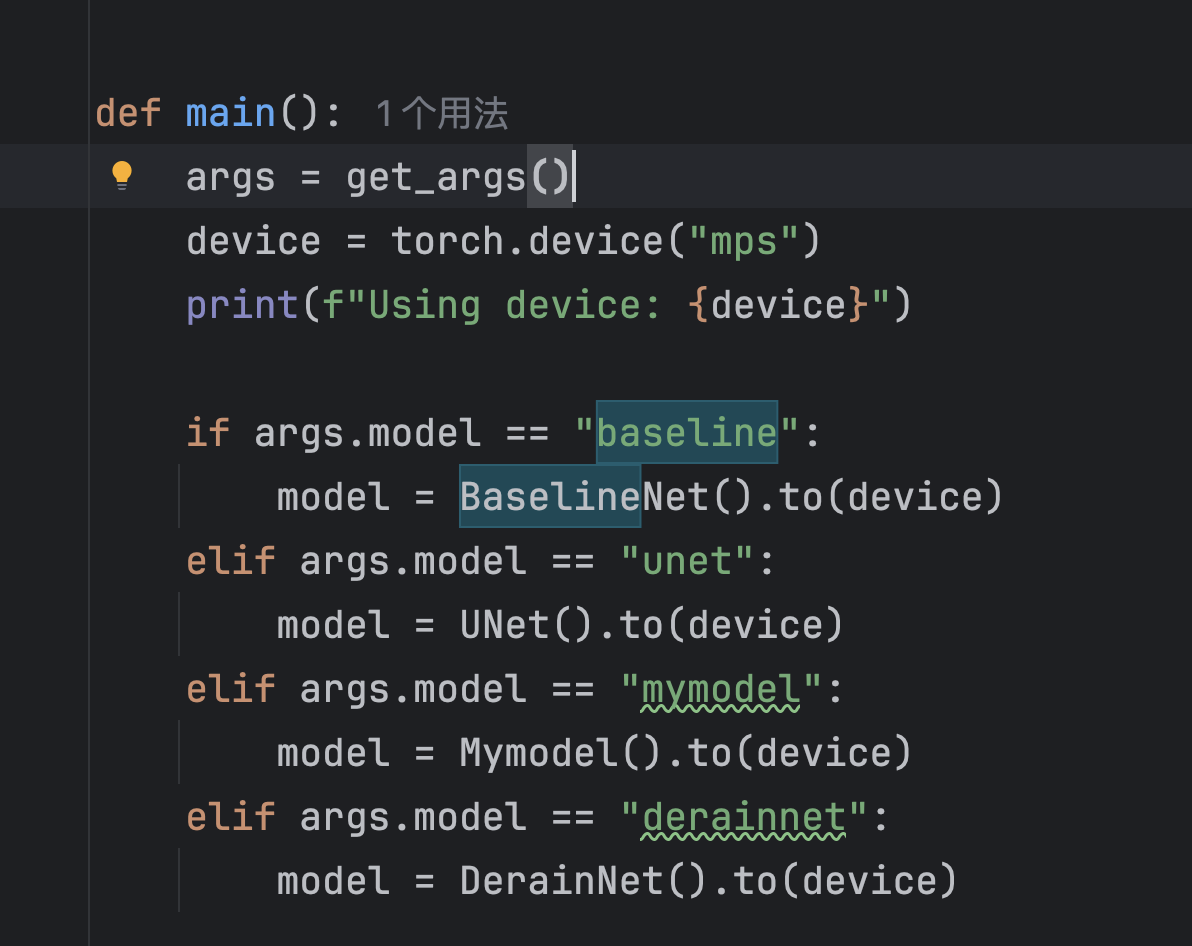 def main():  1个用法
    args = get_args()
    device = torch.device("mps")
    print(f"Using device: {device}")

    if args.model == "baseline":
        model = BaselineNet().to(device)
    elif args.model == "unet":
        model = UNet().to(device)
    elif args.model == "mymodel":
        model = Mymodel().to(device)
    elif args.model == "derainnet":
        model = DerainNet().to(device)